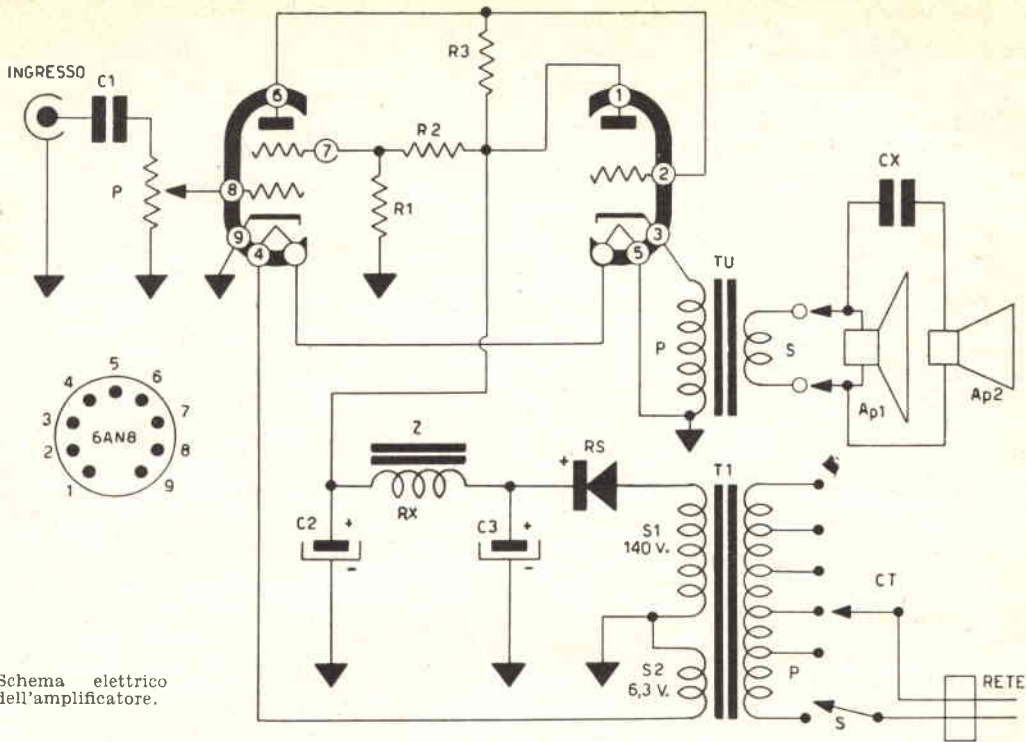 INGRESSO
C1
P
6
7
8
9
4
R3
R2
R1
1
2
3
5
TU
P
S
CX
Ap1
Ap2
5
4
6
3
7
2
8
1
9
6AN8
Z
RX
RS
+
C2
+
-
C3
+
-
T1
S1
140 V.
S2
6,3 V.
CT
P
S
RETE
Schema elettrico
dell'amplificatore.